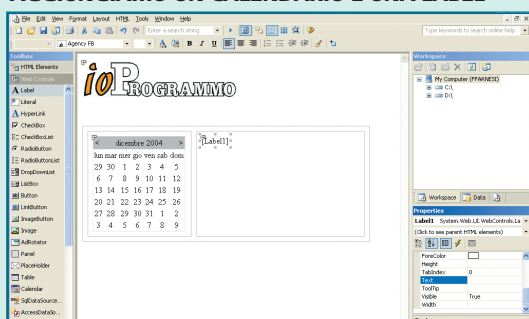 File Edit View Format Layout HTML Tools Window Help
Enter a search string
Type keywords to search online help
Agency FB
B I U
Toolbox
HTML Elements
Web Controls
Label
Literal
HyperLink
CheckBox
CheckBoxList
RadioButton
RadioButtonList
DropDownList
ListBox
Button
LinkButton
ImageButton
Image
AdRotator
Panel
PlaceHolder
Table
Calendar
SqlDataSource...
AccessDataSo...
ioProgrammo
< dicembre 2004 >
lun mar mer gio ven sab dom
29 30 1 2 3 4 5
6 7 8 9 10 11 12
13 14 15 16 17 18 19
20 21 22 23 24 25 26
27 28 29 30 31 1 2
3 4 5 6 7 8 9
[Label1]
Workspace
My Computer (FFARNESI)
C:\
D:\
Workspace Data
Properties
Label1 System.Web.UI.WebControls.La
(Click to see parent HTML elements)
ForeColor
Height
TabIndex 0
Text
ToolTip
Visible True
Width